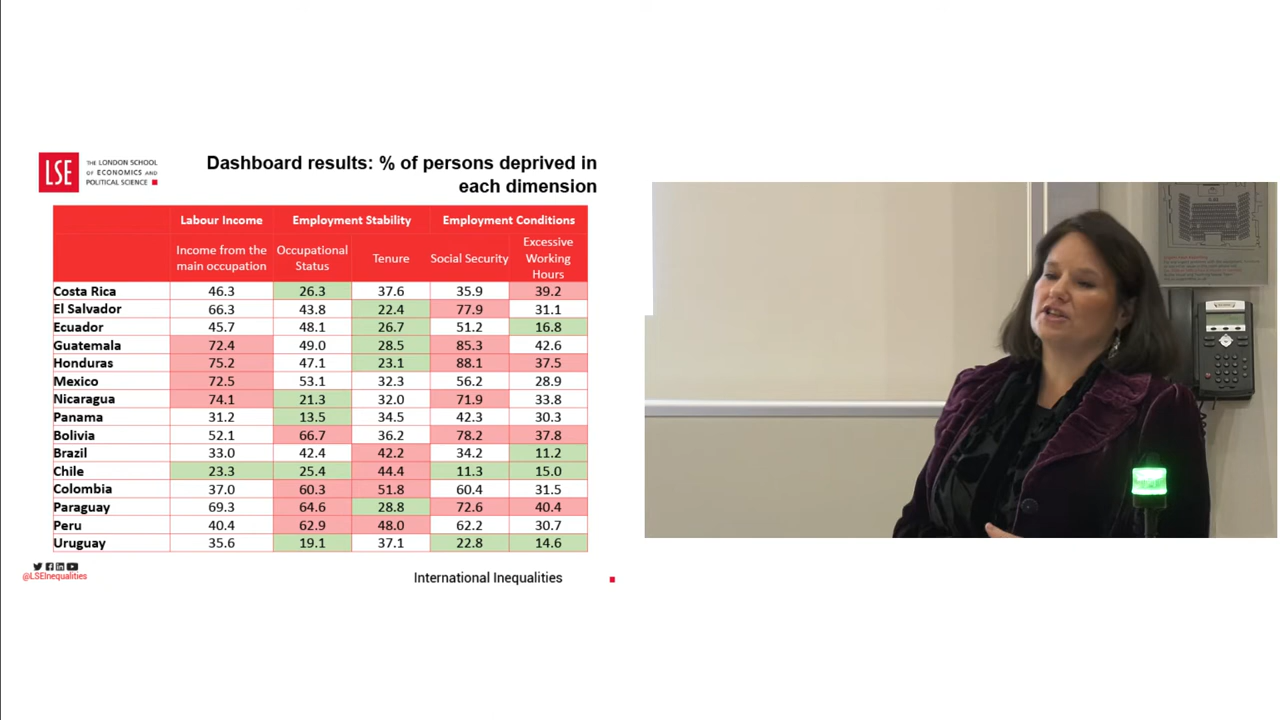 LSE
THE LONDON SCHOOL
OF ECONOMICS AND
POLITICAL SCIENCE
Dashboard results: % of persons deprived in
each dimension
Labour Income Employment Stability Employment Conditions
Income from the main occupation Occupational Status Tenure Social Security Excessive Working Hours
Costa Rica 46.3 26.3 37.6 35.9 39.2
El Salvador 66.3 43.8 22.4 77.9 31.1
Ecuador 45.7 48.1 26.7 51.2 16.8
Guatemala 72.4 49.0 28.5 85.3 42.6
Honduras 75.2 47.1 23.1 88.1 37.5
Mexico 72.5 53.1 32.3 56.2 28.9
Nicaragua 74.1 21.3 32.0 71.9 33.8
Panama 31.2 13.5 34.5 42.3 30.3
Bolivia 52.1 66.7 36.2 78.2 37.8
Brazil 33.0 42.4 42.2 34.2 11.2
Chile 23.3 25.4 44.4 11.3 15.0
Colombia 37.0 60.3 51.8 60.4 31.5
Paraguay 69.3 64.6 28.8 72.6 40.4
Peru 40.4 62.9 48.0 62.2 30.7
Uruguay 35.6 19.1 37.1 22.8 14.6
@LSEInequalities
International Inequalities